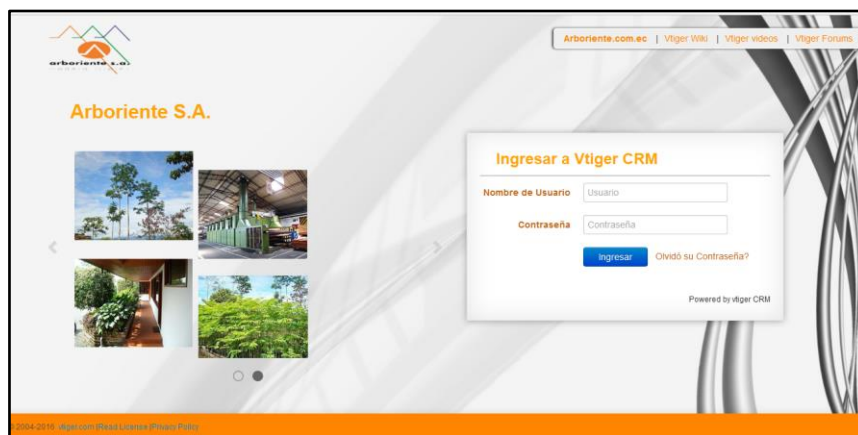 arboriente s.a.
Arboriente.com.ec | Vtiger Wiki | Vtiger videos | Vtiger Forums
Arboriente S.A.
Ingresar a Vtiger CRM
Nombre de Usuario Usuario
Contraseña Contraseña
Ingresar Olvidó su Contraseña?
Powered by vtiger CRM
© 2004-2016 vtiger.com |Read License |Privacy Policy